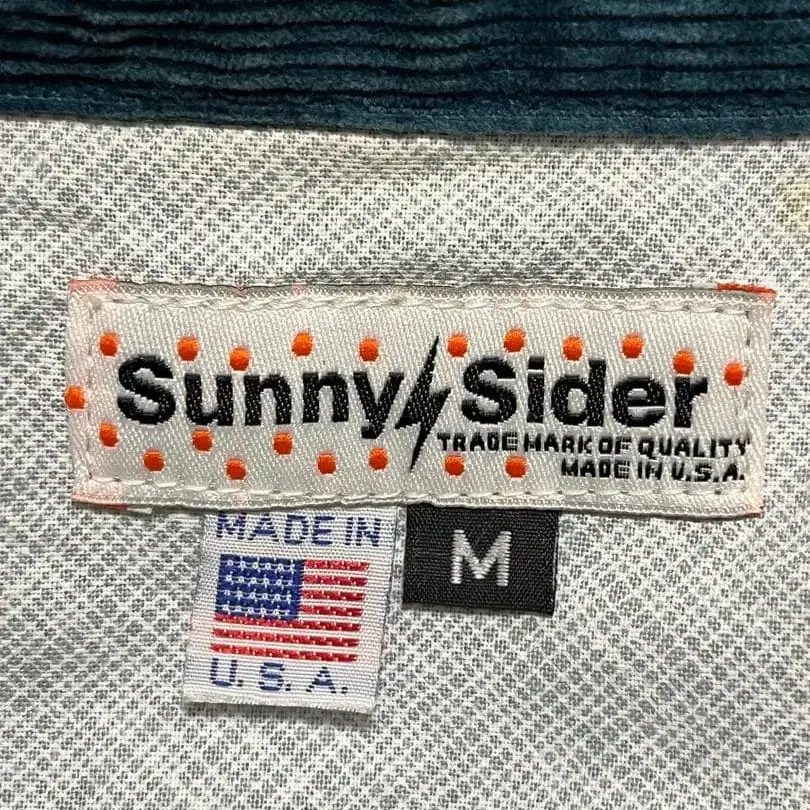 Sunny Sider
TRADE MARK OF QUALITY
MADE IN U.S.A.
MADE IN
U.S.A.
M